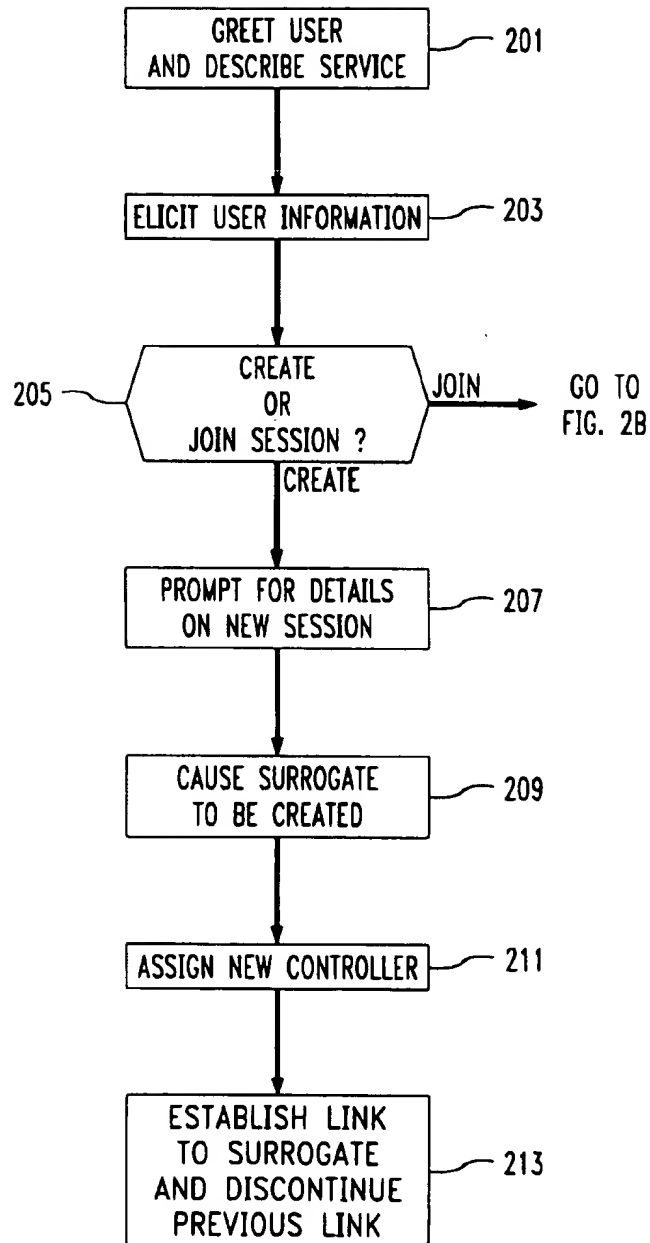 GREET USER
AND DESCRIBE SERVICE
201
ELICIT USER INFORMATION
203
205
CREATE
OR
JOIN SESSION ?
JOIN
GO TO
FIG. 2B
CREATE
PROMPT FOR DETAILS
ON NEW SESSION
207
CAUSE SURROGATE
TO BE CREATED
209
ASSIGN NEW CONTROLLER
211
ESTABLISH LINK
TO SURROGATE
AND DISCONTINUE
PREVIOUS LINK
213